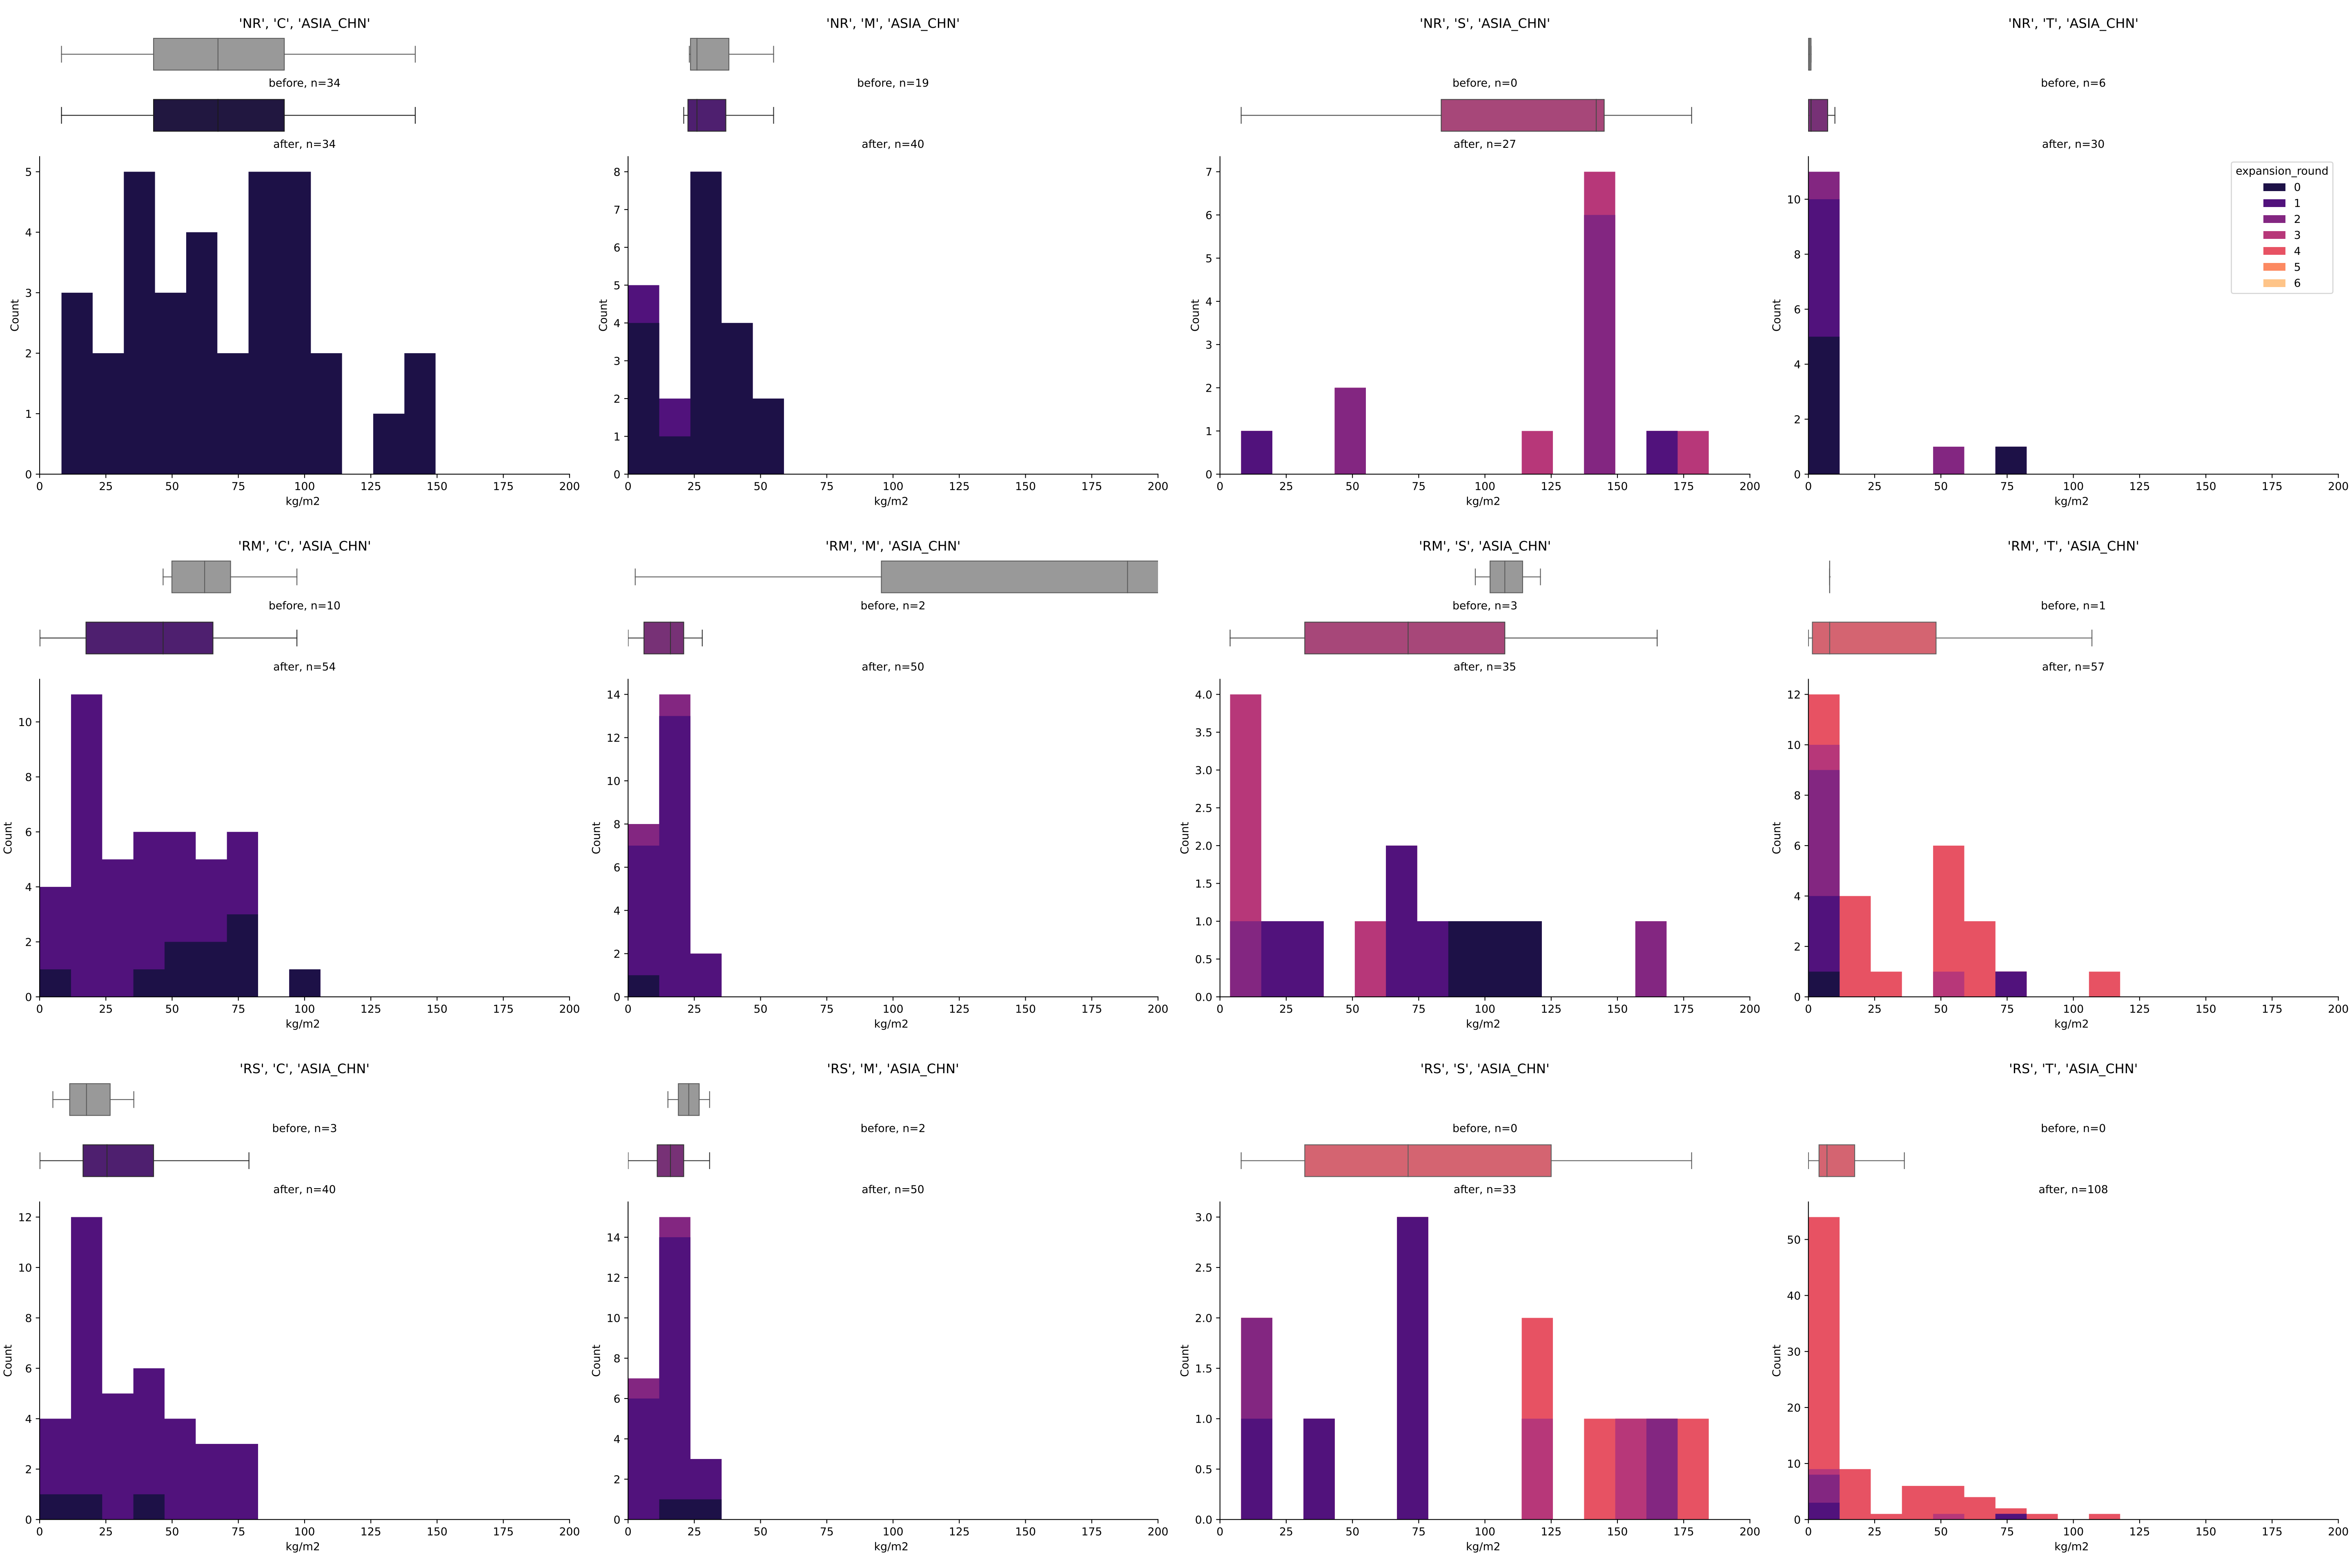 'NR', 'C', 'ASIA_CHN'
before, n=34
after, n=34
Count
5
4
3
2
1
0
0 25 50 75 100 125 150 175 200
kg/m2
'NR', 'M', 'ASIA_CHN'
before, n=19
after, n=40
Count
8
7
6
5
4
3
2
1
0
0 25 50 75 100 125 150 175 200
kg/m2
'NR', 'S', 'ASIA_CHN'
before, n=0
after, n=27
Count
7
6
5
4
3
2
1
0
0 25 50 75 100 125 150 175 200
kg/m2
'NR', 'T', 'ASIA_CHN'
before, n=6
after, n=30
expansion_round
0
1
2
3
4
5
6
Count
10
8
6
4
2
0
0 25 50 75 100 125 150 175 200
kg/m2
'RM', 'C', 'ASIA_CHN'
before, n=10
after, n=54
Count
10
8
6
4
2
0
0 25 50 75 100 125 150 175 200
kg/m2
'RM', 'M', 'ASIA_CHN'
before, n=2
after, n=50
Count
14
12
10
8
6
4
2
0
0 25 50 75 100 125 150 175 200
kg/m2
'RM', 'S', 'ASIA_CHN'
before, n=3
after, n=35
Count
4.0
3.5
3.0
2.5
2.0
1.5
1.0
0.5
0.0
0 25 50 75 100 125 150 175 200
kg/m2
'RM', 'T', 'ASIA_CHN'
before, n=1
after, n=57
Count
12
10
8
6
4
2
0
0 25 50 75 100 125 150 175 200
kg/m2
'RS', 'C', 'ASIA_CHN'
before, n=3
after, n=40
Count
12
10
8
6
4
2
0
0 25 50 75 100 125 150 175 200
kg/m2
'RS', 'M', 'ASIA_CHN'
before, n=2
after, n=50
Count
14
12
10
8
6
4
2
0
0 25 50 75 100 125 150 175 200
kg/m2
'RS', 'S', 'ASIA_CHN'
before, n=0
after, n=33
Count
3.0
2.5
2.0
1.5
1.0
0.5
0.0
0 25 50 75 100 125 150 175 200
kg/m2
'RS', 'T', 'ASIA_CHN'
before, n=0
after, n=108
Count
50
40
30
20
10
0
0 25 50 75 100 125 150 175 200
kg/m2